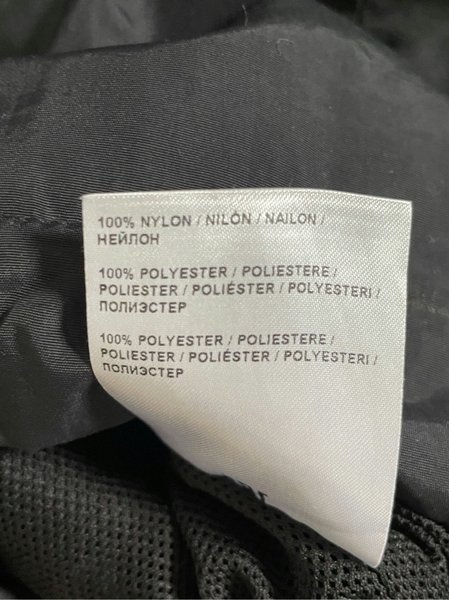 100% NYLON / NILÓN / NAILON /
НЕЙЛОН
100% POLYESTER / POLIESTERE /
POLIESTER / POLIÉSTER / POLYESTERI /
ПОЛИЭСТЕР
100% POLYESTER / POLIESTERE /
POLIESTER / POLIÉSTER / POLYESTERI /
ПОЛИЭСТЕР